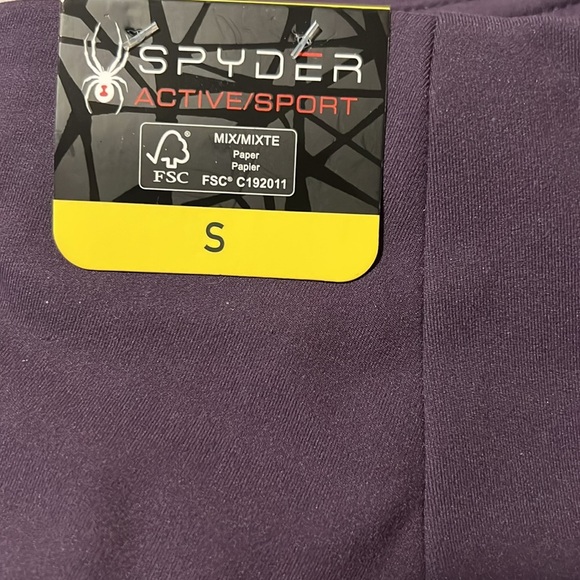 SPYDER
ACTIVE/SPORT
MIX/MIXTE
Paper
Papier
FSC
FSC® C192011
S